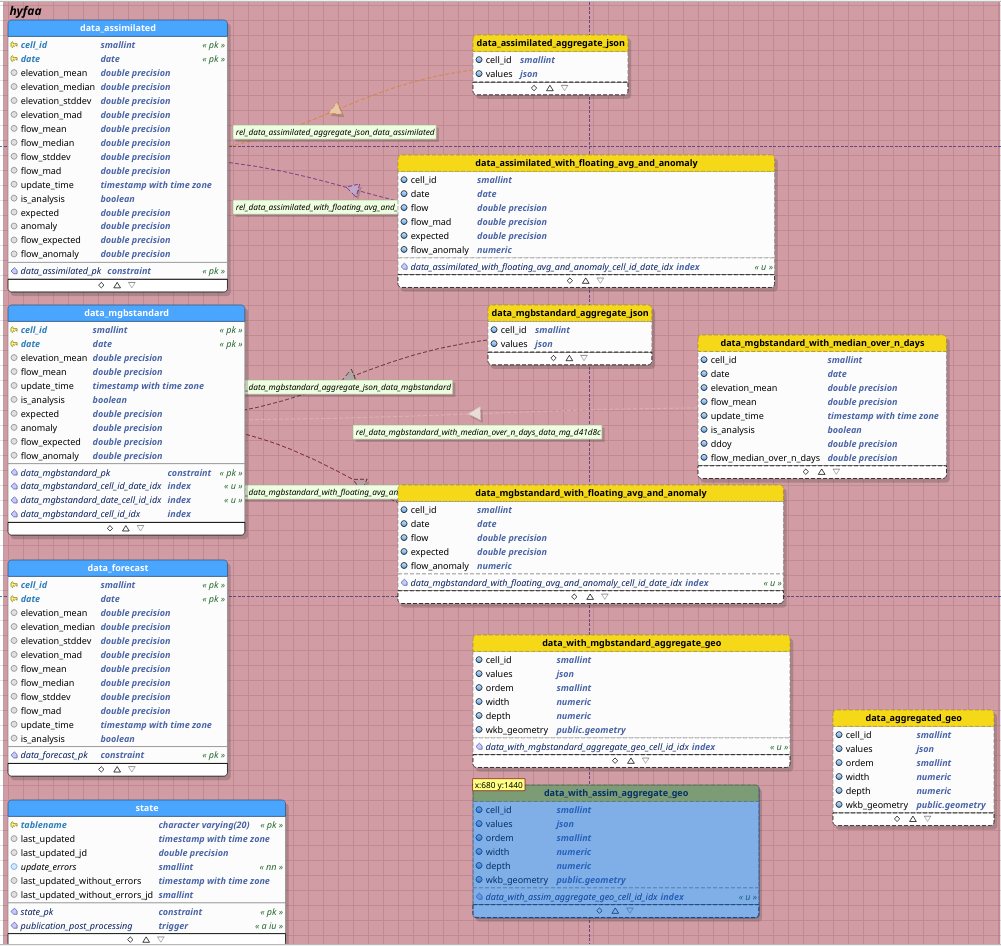 hyfaa
data_assimilated
cell_id smallint « pk »
date date « pk »
elevation_mean double precision
elevation_median double precision
elevation_stddev double precision
elevation_mad double precision
flow_mean double precision
flow_median double precision
flow_stddev double precision
flow_mad double precision
update_time timestamp with time zone
is_analysis boolean
expected double precision
anomaly double precision
flow_expected double precision
flow_anomaly double precision
data_assimilated_pk constraint « pk »
data_assimilated_aggregate_json
cell_id smallint
values json
rel_data_assimilated_aggregate_json_data_assimilated
data_assimilated_with_floating_avg_and_anomaly
cell_id smallint
date date
flow double precision
flow_mad double precision
expected double precision
flow_anomaly numeric
data_assimilated_with_floating_avg_and_anomaly_cell_id_date_idx index « u »
rel_data_assimilated_with_floating_avg_and_
data_mgbstandard
cell_id smallint « pk »
date date « pk »
elevation_mean double precision
flow_mean double precision
update_time timestamp with time zone
is_analysis boolean
expected double precision
anomaly double precision
flow_expected double precision
flow_anomaly double precision
data_mgbstandard_pk constraint « pk »
data_mgbstandard_cell_id_date_idx index « u »
data_mgbstandard_date_cell_id_idx index « u »
data_mgbstandard_cell_id_idx index
data_mgbstandard_aggregate_json
cell_id smallint
values json
_data_mgbstandard_aggregate_json_data_mgbstandard
data_mgbstandard_with_median_over_n_days
cell_id smallint
date date
elevation_mean double precision
flow_mean double precision
update_time timestamp with time zone
is_analysis boolean
ddoy double precision
flow_median_over_n_days double precision
rel_data_mgbstandard_with_median_over_n_days_data_mg_d41d8c
_data_mgbstandard_with_floating_avg_an
data_mgbstandard_with_floating_avg_and_anomaly
cell_id smallint
date date
flow double precision
expected double precision
flow_anomaly numeric
data_mgbstandard_with_floating_avg_and_anomaly_cell_id_date_idx index « u »
data_forecast
cell_id smallint « pk »
date date « pk »
elevation_mean double precision
elevation_median double precision
elevation_stddev double precision
elevation_mad double precision
flow_mean double precision
flow_median double precision
flow_stddev double precision
flow_mad double precision
update_time timestamp with time zone
is_analysis boolean
data_forecast_pk constraint « pk »
data_with_mgbstandard_aggregate_geo
cell_id smallint
values json
ordem smallint
width numeric
depth numeric
wkb_geometry public.geometry
data_with_mgbstandard_aggregate_geo_cell_id_idx index « u »
data_aggregated_geo
cell_id smallint
values json
ordem smallint
width numeric
depth numeric
wkb_geometry public.geometry
x:680 y:1440
data_with_assim_aggregate_geo
cell_id smallint
values json
ordem smallint
width numeric
depth numeric
wkb_geometry public.geometry
data_with_assim_aggregate_geo_cell_id_idx index « u »
state
tablename character varying(20) « pk »
last_updated timestamp with time zone
last_updated_jd double precision
update_errors smallint « nn »
last_updated_without_errors timestamp with time zone
last_updated_without_errors_jd smallint
state_pk constraint « pk »
publication_post_processing trigger « a iu »